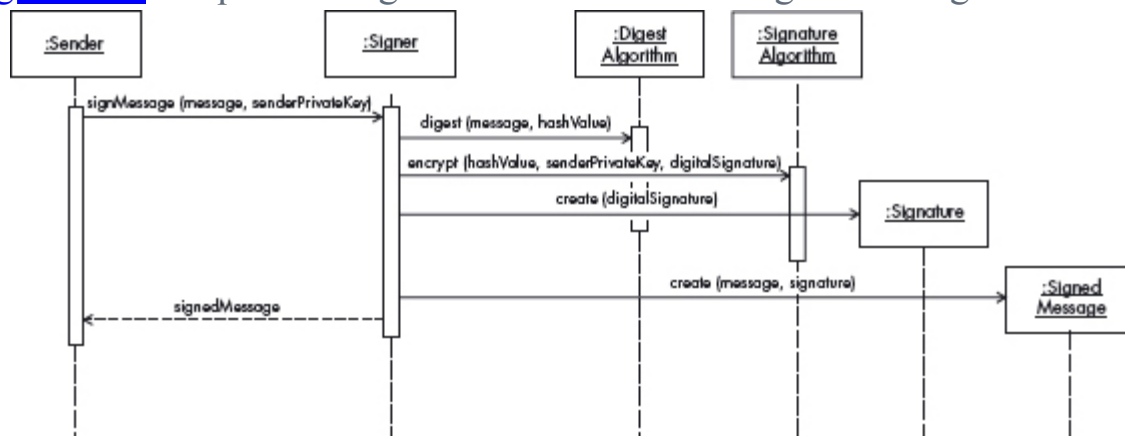 :Sender
:Signer
:Digest
Algorithm
:Signature
Algorithm
signMessage (message, senderPrivateKey)
digest (message, hashValue)
encrypt (hashValue, senderPrivateKey, digitalSignature)
create (digitalSignature)
:Signature
create (message, signature)
:Signed
Message
signedMessage